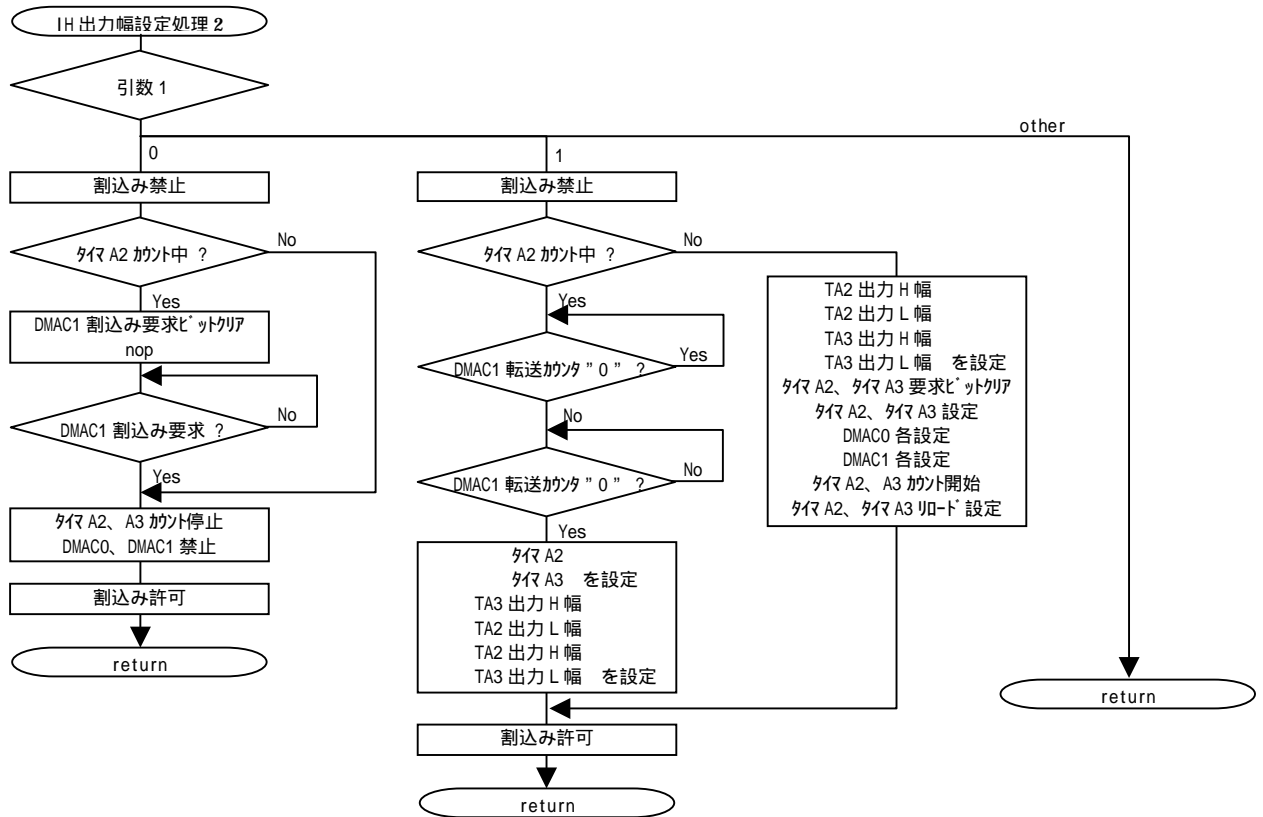 IH 出力幅設定処理 2
引数 1
other
0
割込み禁止
ﾀｲﾏ A2 ｶｳﾝﾄ中 ?
No
Yes
DMAC1 割込み要求ﾋﾞｯﾄｸﾘｱ
nop
DMAC1 割込み要求 ?
No
Yes
ﾀｲﾏ A2、A3 ｶｳﾝﾄ停止
DMAC0、DMAC1 禁止
割込み許可
return
1
割込み禁止
ﾀｲﾏ A2 ｶｳﾝﾄ中 ?
No
Yes
DMAC1 転送ｶｳﾝﾀ ” 0 ” ?
Yes
No
DMAC1 転送ｶｳﾝﾀ ” 0 ” ?
No
Yes
ﾀｲﾏ A2
ﾀｲﾏ A3 を設定
TA3 出力 H 幅
TA2 出力 L 幅
TA2 出力 H 幅
TA3 出力 L 幅 を設定
割込み許可
return
TA2 出力 H 幅
TA2 出力 L 幅
TA3 出力 H 幅
TA3 出力 L 幅 を設定
ﾀｲﾏ A2、ﾀｲﾏ A3 要求ﾋﾞｯﾄｸﾘｱ
ﾀｲﾏ A2、ﾀｲﾏ A3 設定
DMAC0 各設定
DMAC1 各設定
ﾀｲﾏ A2、A3 ｶｳﾝﾄ開始
ﾀｲﾏ A2、ﾀｲﾏ A3 ﾘﾛｰﾄﾞ設定
return